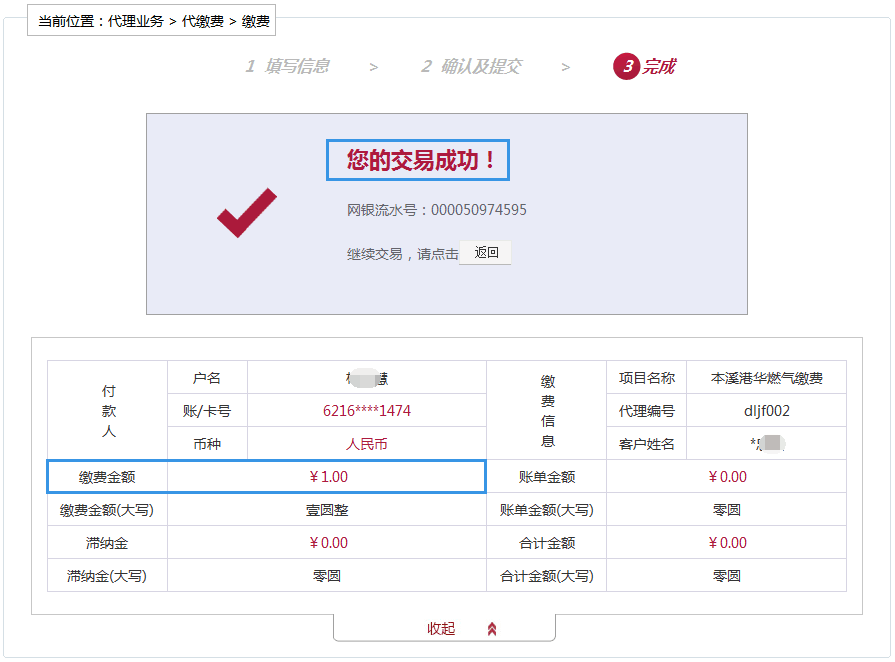 当前位置：代理业务 > 代缴费 > 缴费
1 填写信息 > 2 确认及提交 > 3 完成
您的交易成功！
网银流水号：000050974595
继续交易，请点击 返回
付款人
户名
账/卡号 6216****1474
币种 人民币
缴费信息
项目名称 本溪港华燃气缴费
代理编号 dljf002
客户姓名
缴费金额 ￥1.00 账单金额 ￥0.00
缴费金额(大写) 壹圆整 账单金额(大写) 零圆
滞纳金 ￥0.00 合计金额 ￥0.00
滞纳金(大写) 零圆 合计金额(大写) 零圆
收起